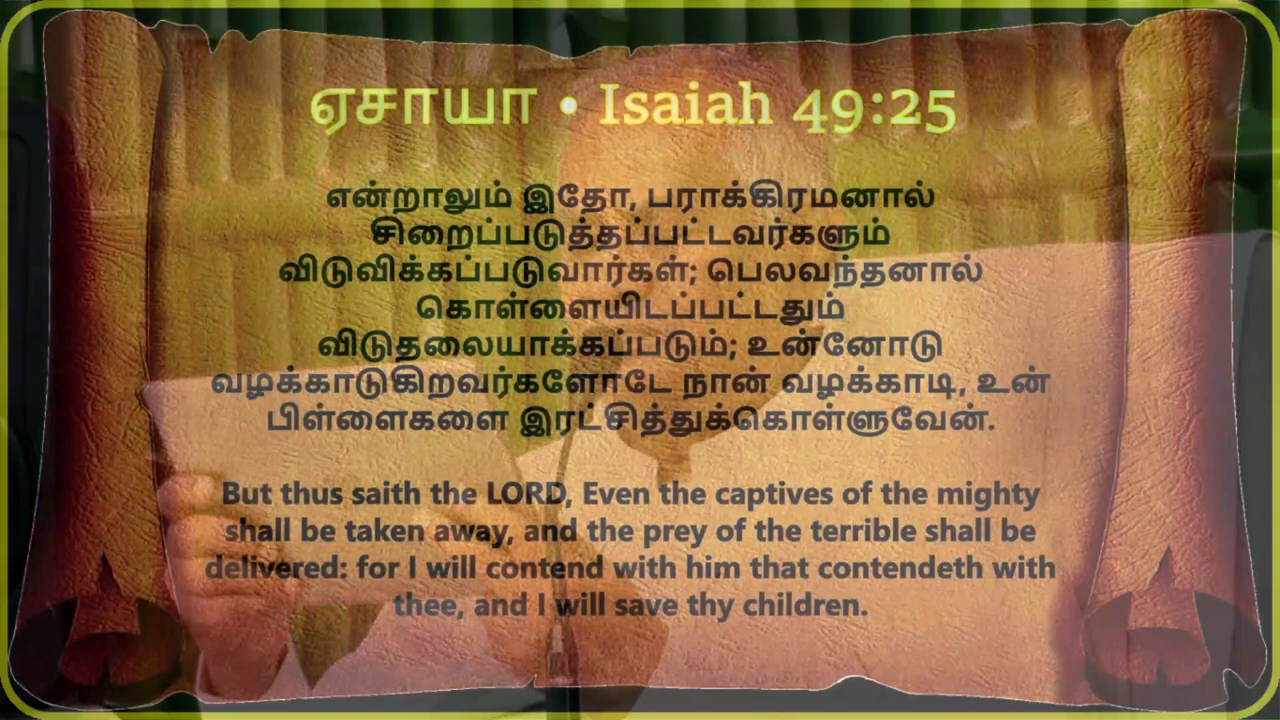 ஏசாயா • Isaiah 49:25
என்றாலும் இதோ, பராக்கிரமனால்
சிறைப்படுத்தப்பட்டவர்களும்
விடுவிக்கப்படுவார்கள்; பெலவந்தனால்
கொள்ளையிடப்பட்டதும்
விடுதலையாக்கப்படும்; உன்னோடு
வழக்காடுகிறவர்களோடே நான் வழக்காடி, உன்
பிள்ளைகளை இரட்சித்துக்கொள்ளுவேன்.
But thus saith the LORD, Even the captives of the mighty
shall be taken away, and the prey of the terrible shall be
delivered: for I will contend with him that contendeth with
thee, and I will save thy children.